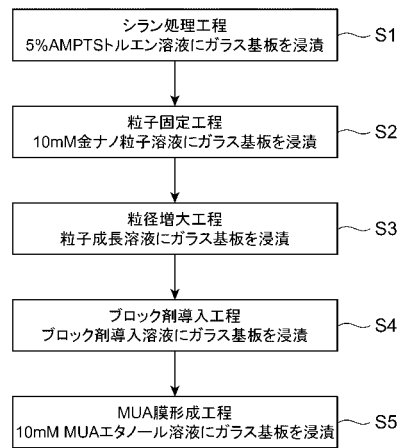 シラン処理工程
5%AMPTSトルエン溶液にガラス基板を浸漬
S1
粒子固定工程
10mM金ナノ粒子溶液にガラス基板を浸漬
S2
粒径増大工程
粒子成長溶液にガラス基板を浸漬
S3
ブロック剤導入工程
ブロック剤導入溶液にガラス基板を浸漬
S4
MUA膜形成工程
10mM MUAエタノール溶液にガラス基板を浸漬
S5